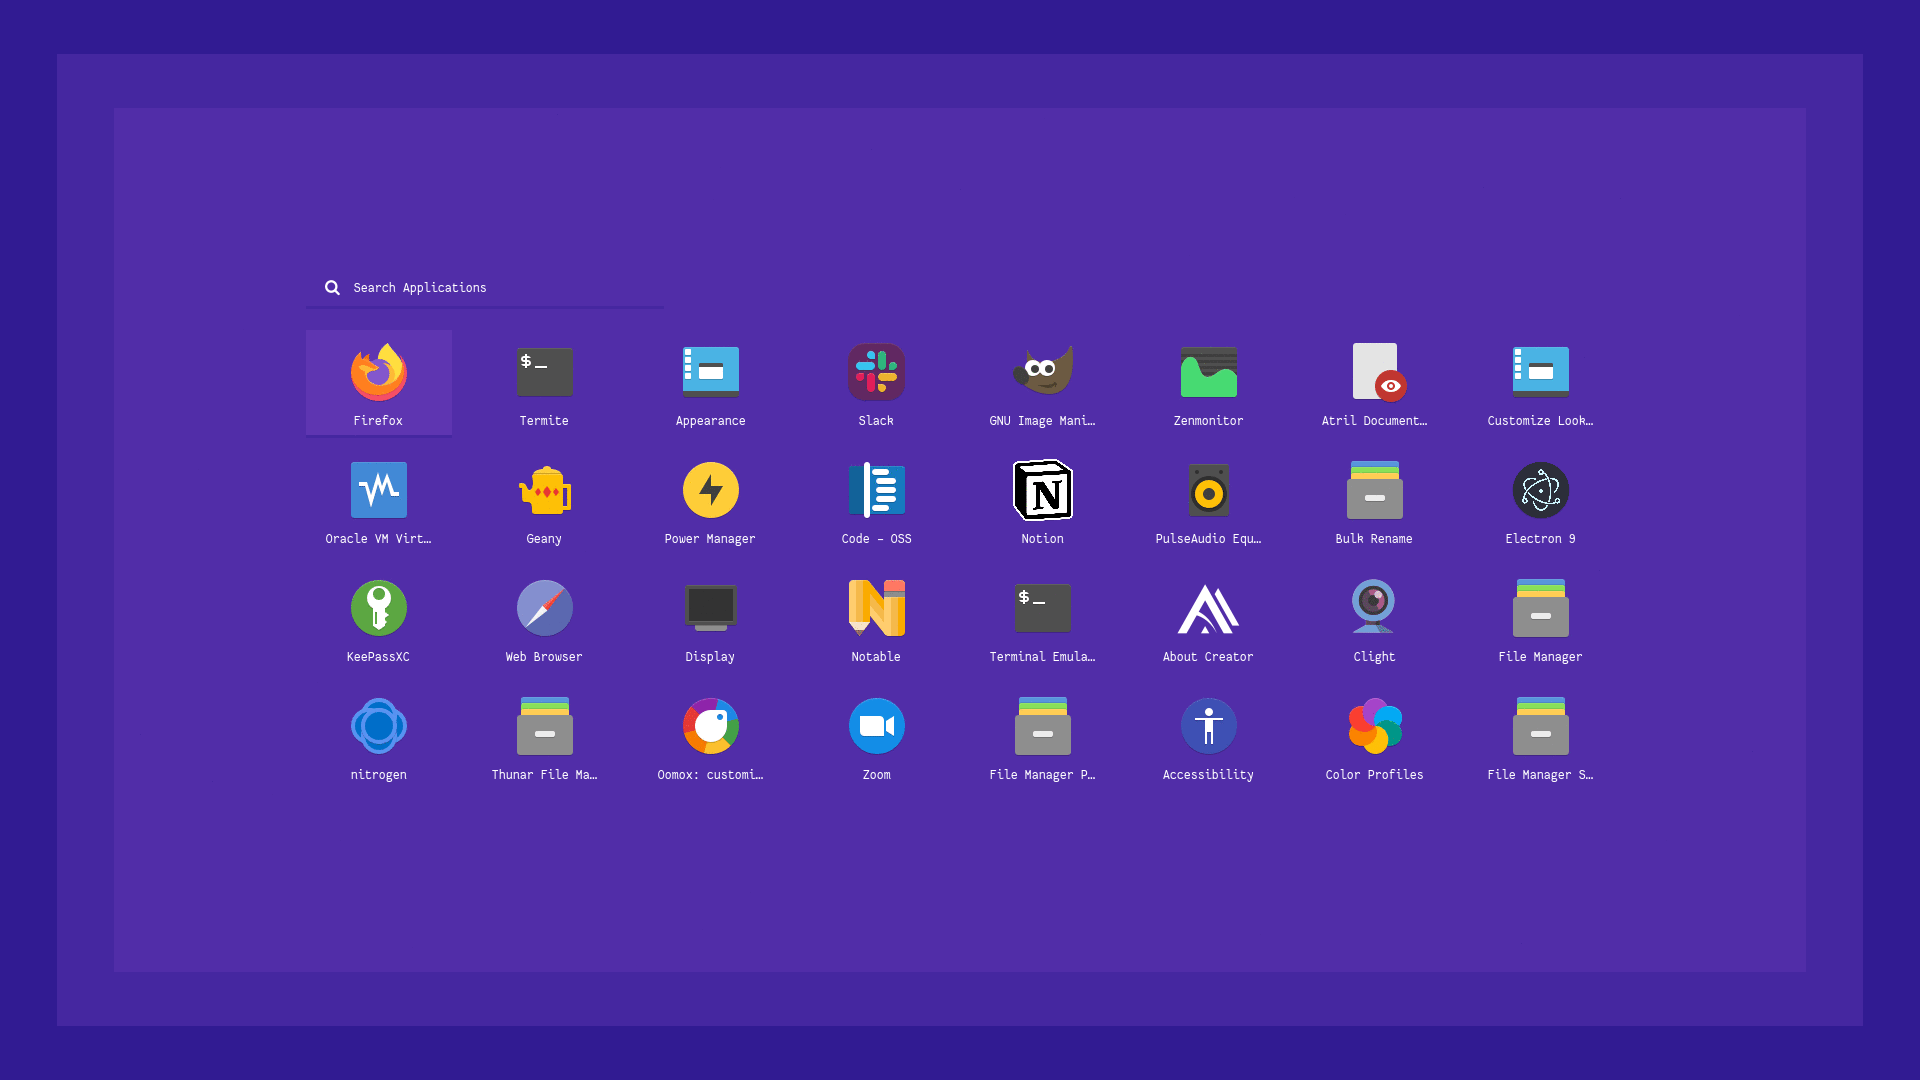 Search Applications
Firefox
$_
Termite
Appearance
Slack
GNU Image Mani…
Zenmonitor
Atril Document…
Customize Look…
Oracle VM Virt…
Geany
Power Manager
Code - OSS
N
Notion
PulseAudio Equ…
Bulk Rename
Electron 9
KeePassXC
Web Browser
Display
Notable
$_
Terminal Emula…
About Creator
Clight
File Manager
nitrogen
Thunar File Ma…
Oomox: customi…
Zoom
File Manager P…
Accessibility
Color Profiles
File Manager S…